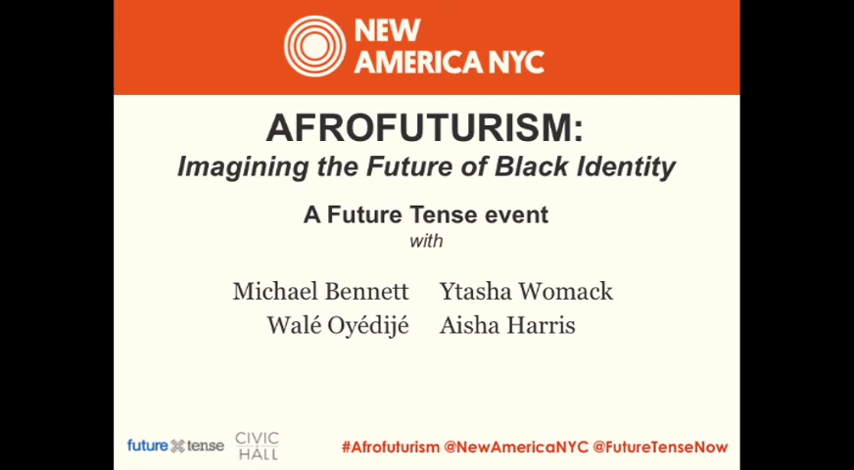 NEW
AMERICA NYC
AFROFUTURISM:
Imagining the Future of Black Identity
A Future Tense event
with
Michael Bennett Ytasha Womack
Walé Oyédijé Aisha Harris
future tense
CIVIC
HALL
#Afrofuturism @NewAmericaNYC @FutureTenseNow